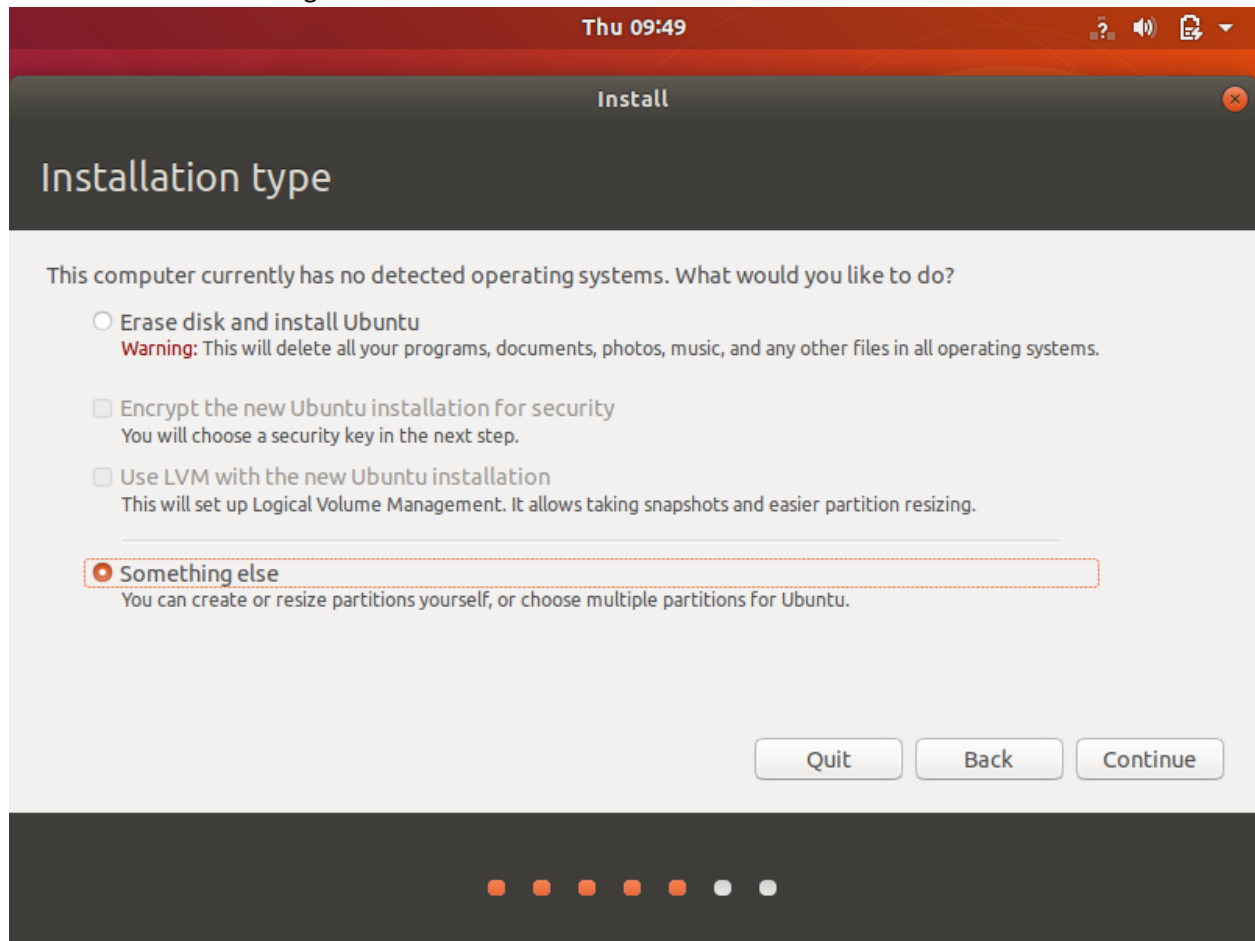 Thu 09:49
?
Install
Installation type
This computer currently has no detected operating systems. What would you like to do?
Erase disk and install Ubuntu
Warning: This will delete all your programs, documents, photos, music, and any other files in all operating systems.
Encrypt the new Ubuntu installation for security
You will choose a security key in the next step.
Use LVM with the new Ubuntu installation
This will set up Logical Volume Management. It allows taking snapshots and easier partition resizing.
Something else
You can create or resize partitions yourself, or choose multiple partitions for Ubuntu.
Quit Back Continue